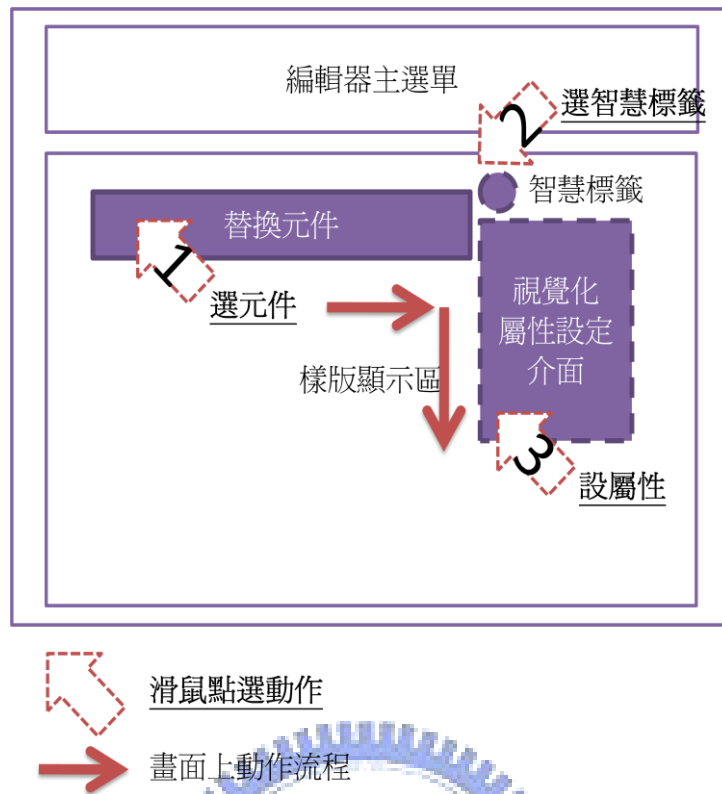 編輯器主選單
2
選智慧標籤
智慧標籤
替換元件
1
選元件
視覺化
屬性設定
介面
樣版顯示區
3
設屬性
滑鼠點選動作
畫面上動作流程